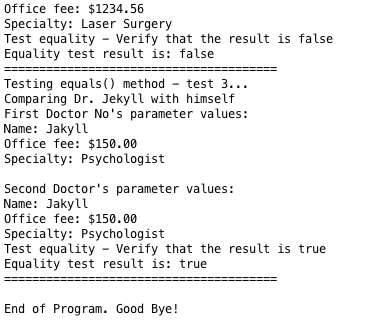 Office fee: $1234.56
Specialty: Laser Surgery
Test equality - Verify that the result is false
Equality test result is: false
=======================================
Testing equals() method - test 3...
Comparing Dr. Jekyll with himself
First Doctor No's parameter values:
Name: Jakyll
Office fee: $150.00
Specialty: Psychologist

Second Doctor's parameter values:
Name: Jakyll
Office fee: $150.00
Specialty: Psychologist
Test equality - Verify that the result is true
Equality test result is: true
=======================================

End of Program. Good Bye!